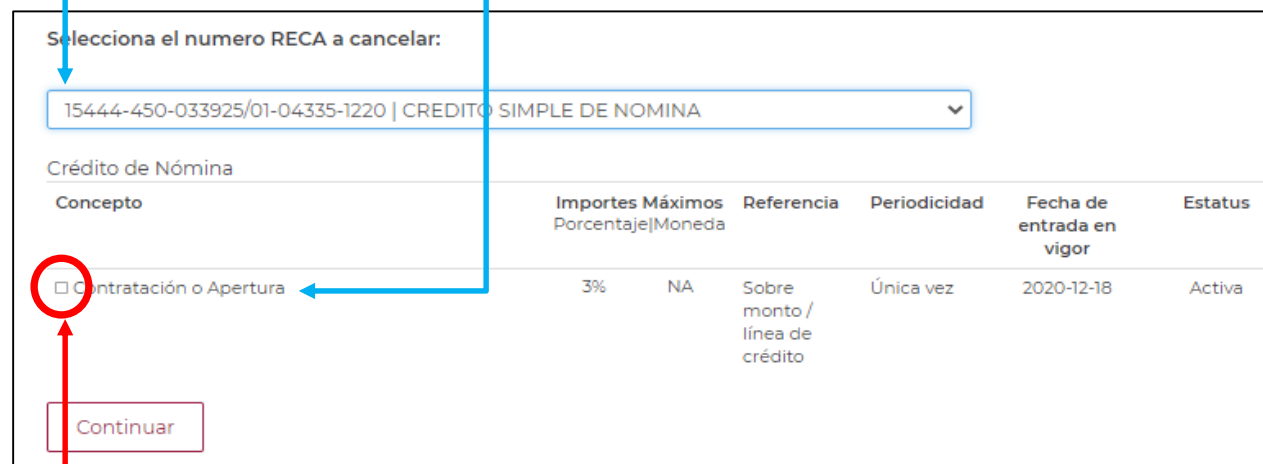 Selecciona el numero RECA a cancelar:
15444-450-033925/01-04335-1220 | CREDITO SIMPLE DE NOMINA
Crédito de Nómina
Concepto Importes Máximos Referencia Periodicidad Fecha de Estatus
Porcentaje|Moneda entrada en
vigor
Contratación o Apertura 3% NA Sobre Única vez 2020-12-18 Activa
monto /
línea de
crédito
Continuar